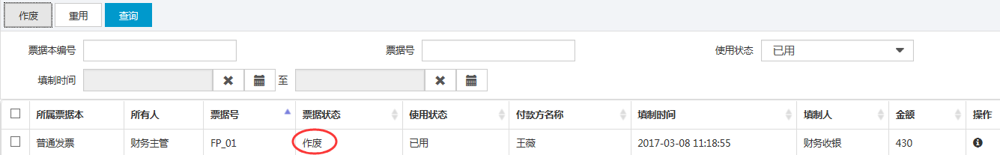 作废 重用 查询
票据本编号 票据号 使用状态 已用
填制时间 至
所属票据本 所有人 票据号 票据状态 使用状态 付款方名称 填制时间 填制人 金额 操作
普通发票 财务主管 FP_01 作废 已用 王薇 2017-03-08 11:18:55 财务收银 430